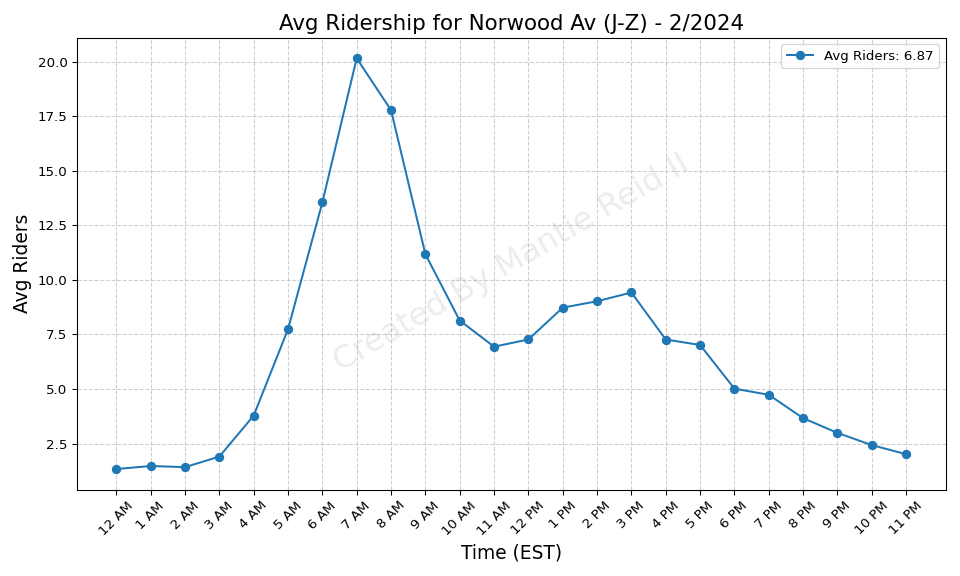 Avg Ridership for Norwood Av (J-Z) - 2/2024
Avg Riders: 6.87
20.0
17.5
15.0
12.5
10.0
7.5
5.0
2.5
Avg Riders
Created By Mantie Reid II
12 AM
1 AM
2 AM
3 AM
4 AM
5 AM
6 AM
7 AM
8 AM
9 AM
10 AM
11 AM
12 PM
1 PM
2 PM
3 PM
4 PM
5 PM
6 PM
7 PM
8 PM
9 PM
10 PM
11 PM
Time (EST)